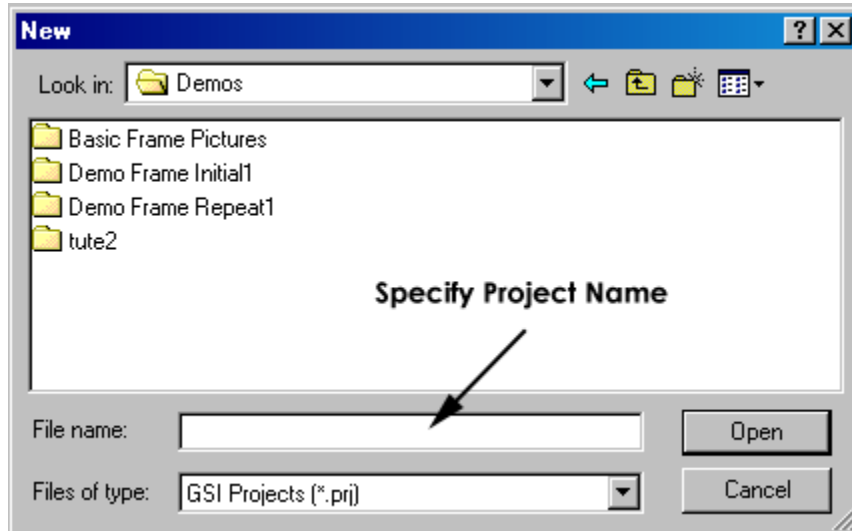 New
Look in: Demos
Basic Frame Pictures
Demo Frame Initial1
Demo Frame Repeat1
tute2
Specify Project Name
File name: Open
Files of type: GSI Projects (*.prj) Cancel